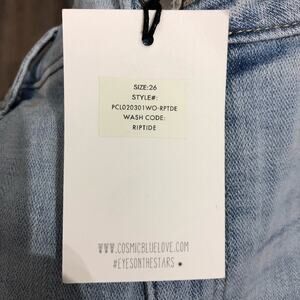 SIZE:26
STYLE#:
PCL020301WO-RPTDE
WASH CODE:
RIPTIDE
WWW.COSMICBLUELOVE.COM
#EYESONTHESTARS